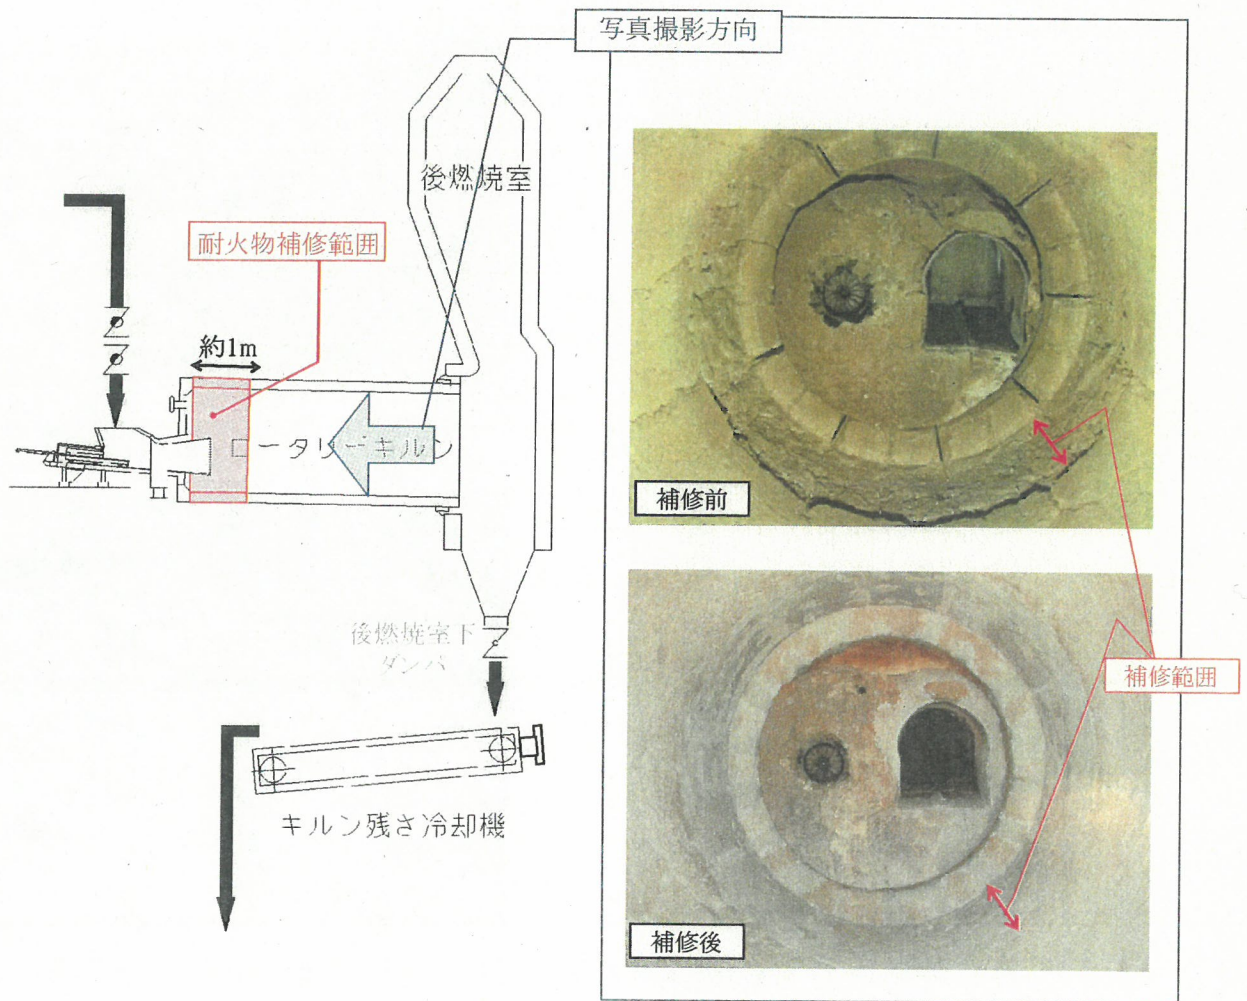 写真撮影方向
後燃焼室
耐火物補修範囲
約1m
ロータリーキルン
補修前
後燃焼室下
ダンパ
補修範囲
キルン残さ冷却機
補修後